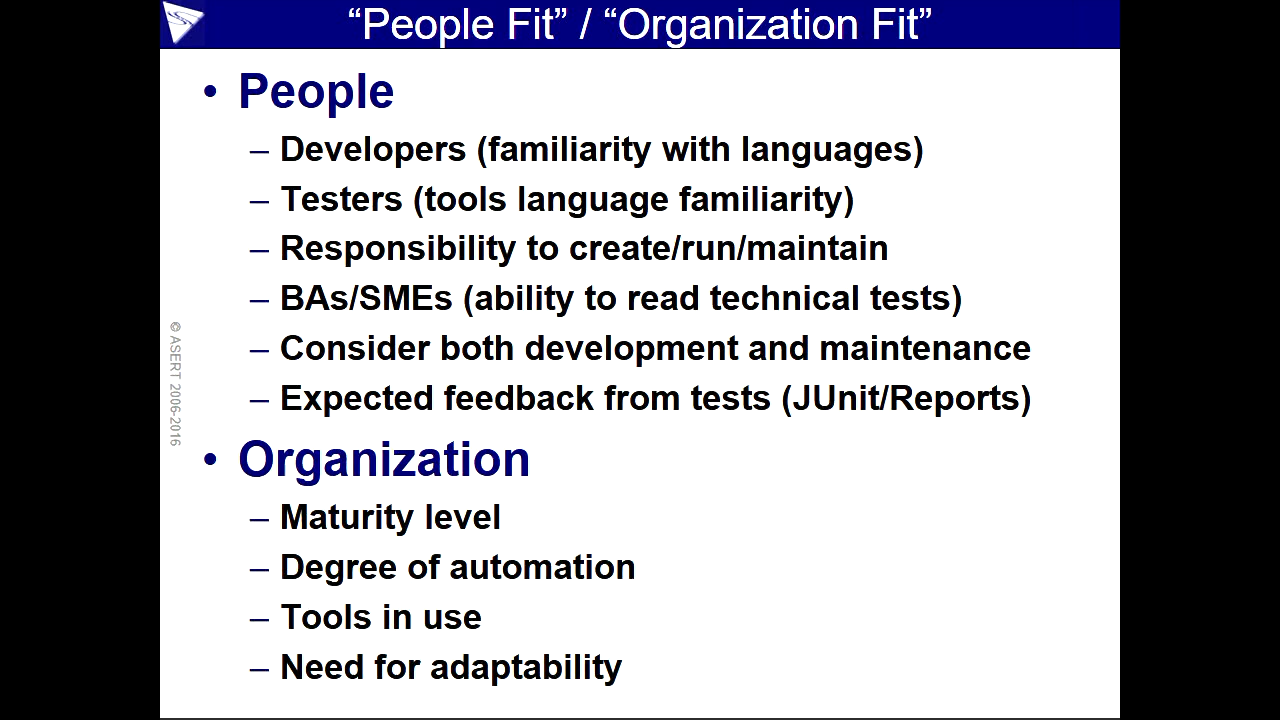 “People Fit” / “Organization Fit”
• People
– Developers (familiarity with languages)
– Testers (tools language familiarity)
– Responsibility to create/run/maintain
– BAs/SMEs (ability to read technical tests)
– Consider both development and maintenance
– Expected feedback from tests (JUnit/Reports)
• Organization
– Maturity level
– Degree of automation
– Tools in use
– Need for adaptability
© ASERT 2006-2016